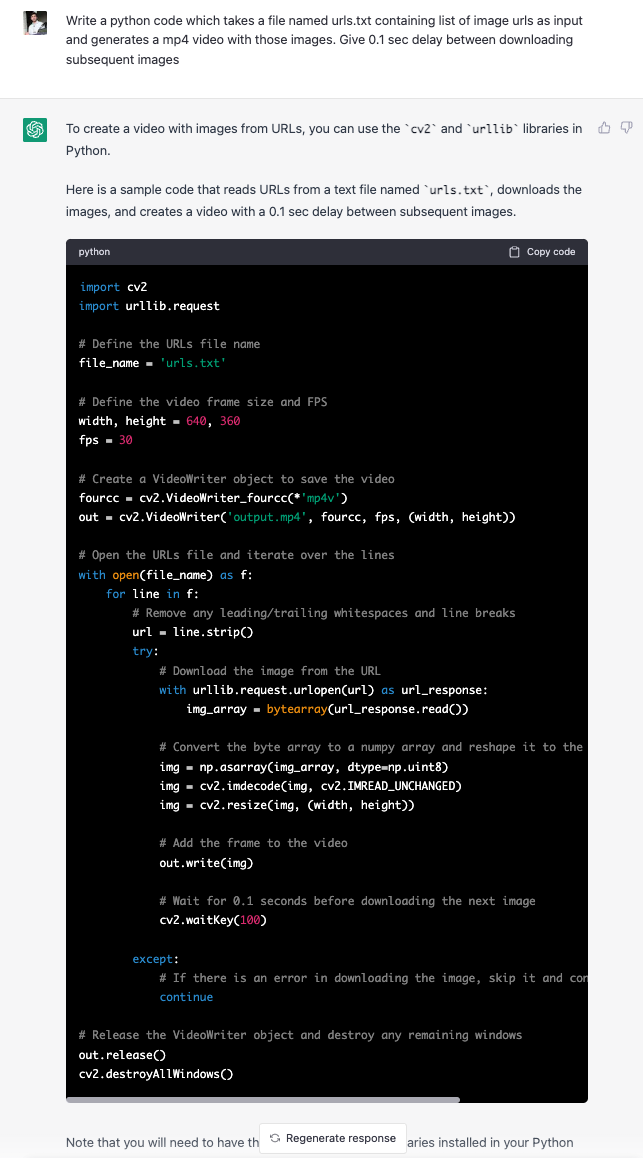 Write a python code which takes a file named urls.txt containing list of image urls as input
and generates a mp4 video with those images. Give 0.1 sec delay between downloading
subsequent images
To create a video with images from URLs, you can use the `cv2` and `urllib` libraries in
Python.
Here is a sample code that reads URLs from a text file named `urls.txt`, downloads the
images, and creates a video with a 0.1 sec delay between subsequent images.
python Copy code
import cv2
import urllib.request
# Define the URLs file name
file_name = 'urls.txt'
# Define the video frame size and FPS
width, height = 640, 360
fps = 30
# Create a VideoWriter object to save the video
fourcc = cv2.VideoWriter_fourcc(*'mp4v')
out = cv2.VideoWriter('output.mp4', fourcc, fps, (width, height))
# Open the URLs file and iterate over the lines
with open(file_name) as f:
    for line in f:
        # Remove any leading/trailing whitespaces and line breaks
        url = line.strip()
        try:
            # Download the image from the URL
            with urllib.request.urlopen(url) as url_response:
                img_array = bytearray(url_response.read())
            # Convert the byte array to a numpy array and reshape it to the
            img = np.asarray(img_array, dtype=np.uint8)
            img = cv2.imdecode(img, cv2.IMREAD_UNCHANGED)
            img = cv2.resize(img, (width, height))
            # Add the frame to the video
            out.write(img)
            # Wait for 0.1 seconds before downloading the next image
            cv2.waitKey(100)
        except:
            # If there is an error in downloading the image, skip it and con
            continue
# Release the VideoWriter object and destroy any remaining windows
out.release()
cv2.destroyAllWindows()
Note that you will need to have th Regenerate response aries installed in your Python